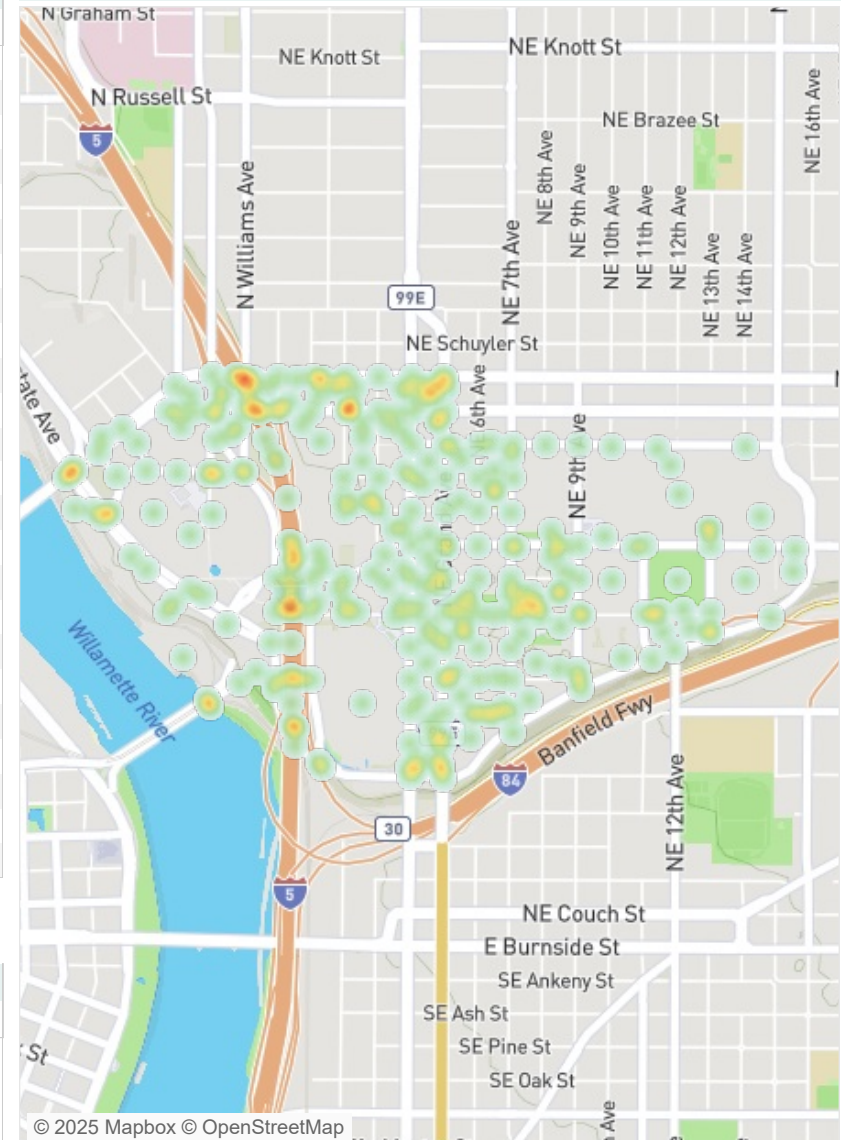 N Graham St
NE Knott St
NE Knott St
N Russell St
NE Brazee St
NE 16th Ave
5
N Williams Ave
NE 8th Ave
NE 9th Ave
NE 10th Ave
NE 11th Ave
NE 12th Ave
NE 7th Ave
NE 13th Ave
NE 14th Ave
99E
NE Schuyler St
tate Ave
6th Ave
NE 9th Ave
Willamette River
Banfield Fwy
84
NE 12th Ave
30
5
NE Couch St
E Burnside St
SE Ankeny St
SE Ash St
SE Pine St
St
SE Oak St
Ave
© 2025 Mapbox © OpenStreetMap